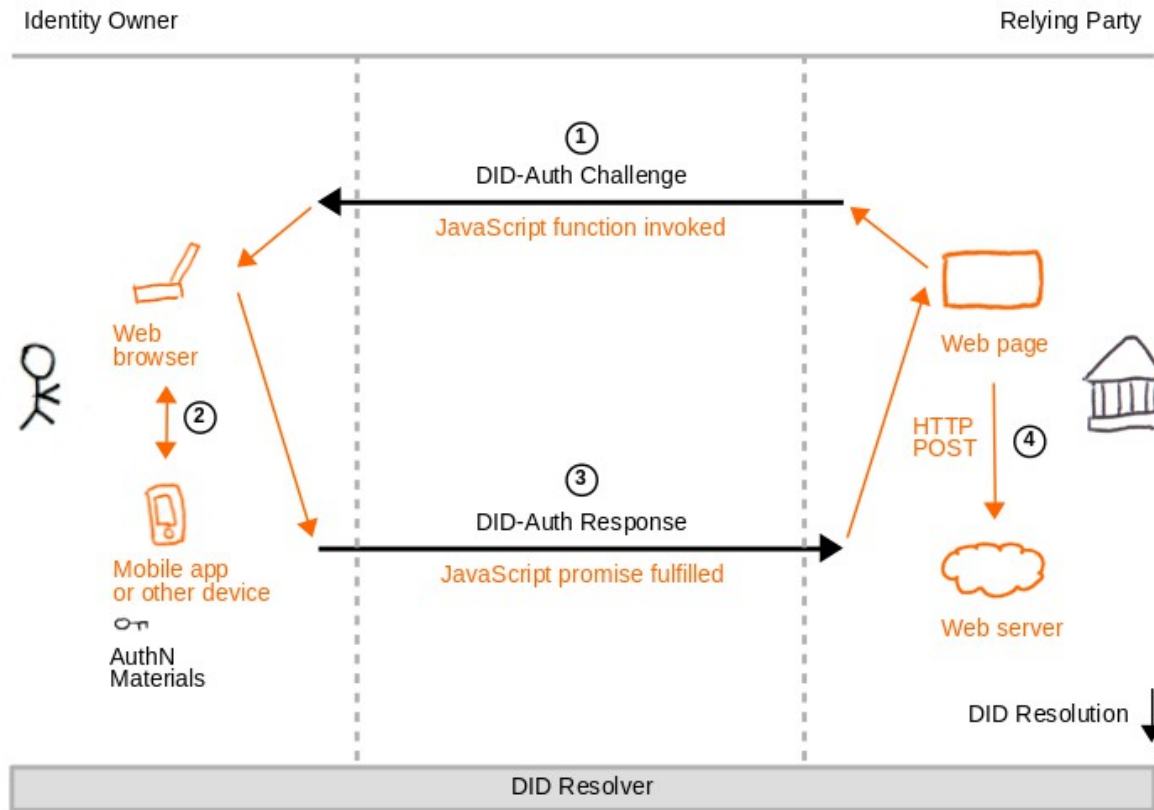 Identity Owner
Relying Party
1
DID-Auth Challenge
JavaScript function invoked
Web
browser
Web page
2
HTTP
POST
4
3
DID-Auth Response
JavaScript promise fulfilled
Mobile app
or other device
AuthN
Materials
Web server
DID Resolution
DID Resolver